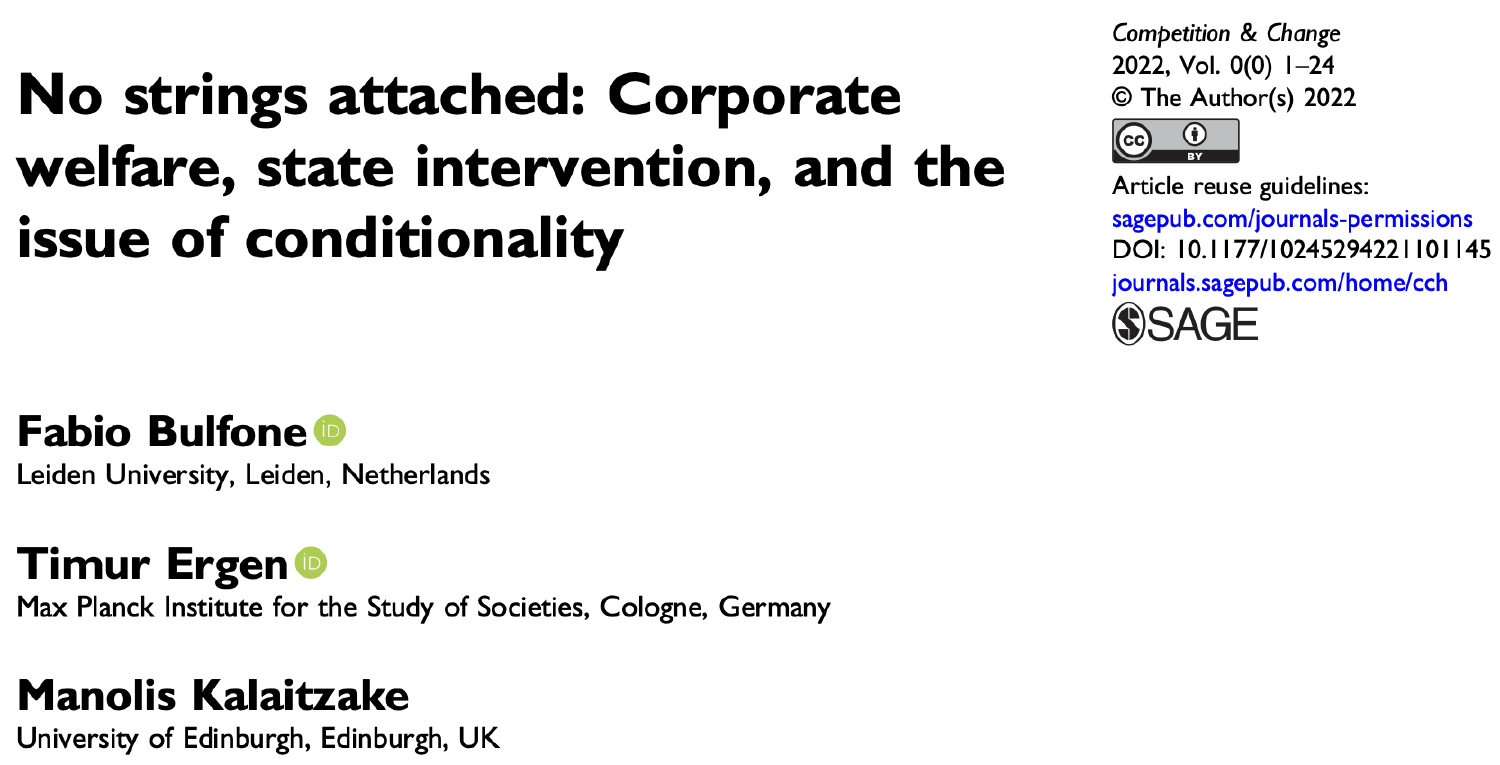 No strings attached: Corporate
welfare, state intervention, and the
issue of conditionality
Competition & Change
2022, Vol. 0(0) 1–24
© The Author(s) 2022
CC BY
Article reuse guidelines:
sagepub.com/journals-permissions
DOI: 10.1177/10245294221101145
journals.sagepub.com/home/cch
SAGE
Fabio Bulfone iD
Leiden University, Leiden, Netherlands
Timur Ergen iD
Max Planck Institute for the Study of Societies, Cologne, Germany
Manolis Kalaitzake
University of Edinburgh, Edinburgh, UK